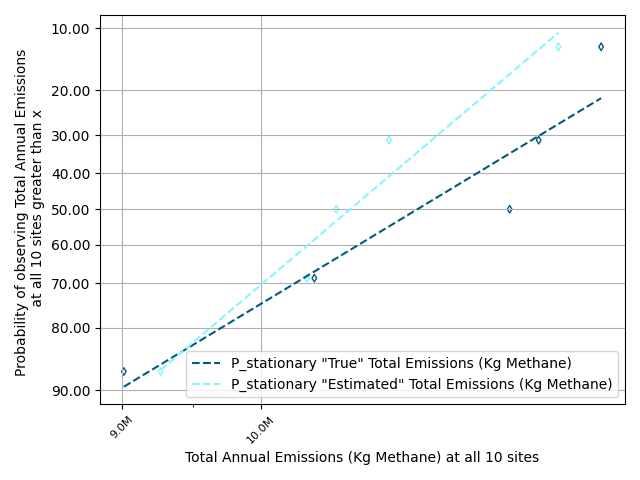 Probability of observing Total Annual Emissions
at all 10 sites greater than x
10.00
20.00
30.00
40.00
50.00
60.00
70.00
80.00
90.00
P_stationary "True" Total Emissions (Kg Methane)
P_stationary "Estimated" Total Emissions (Kg Methane)
9.0M
10.0M
Total Annual Emissions (Kg Methane) at all 10 sites